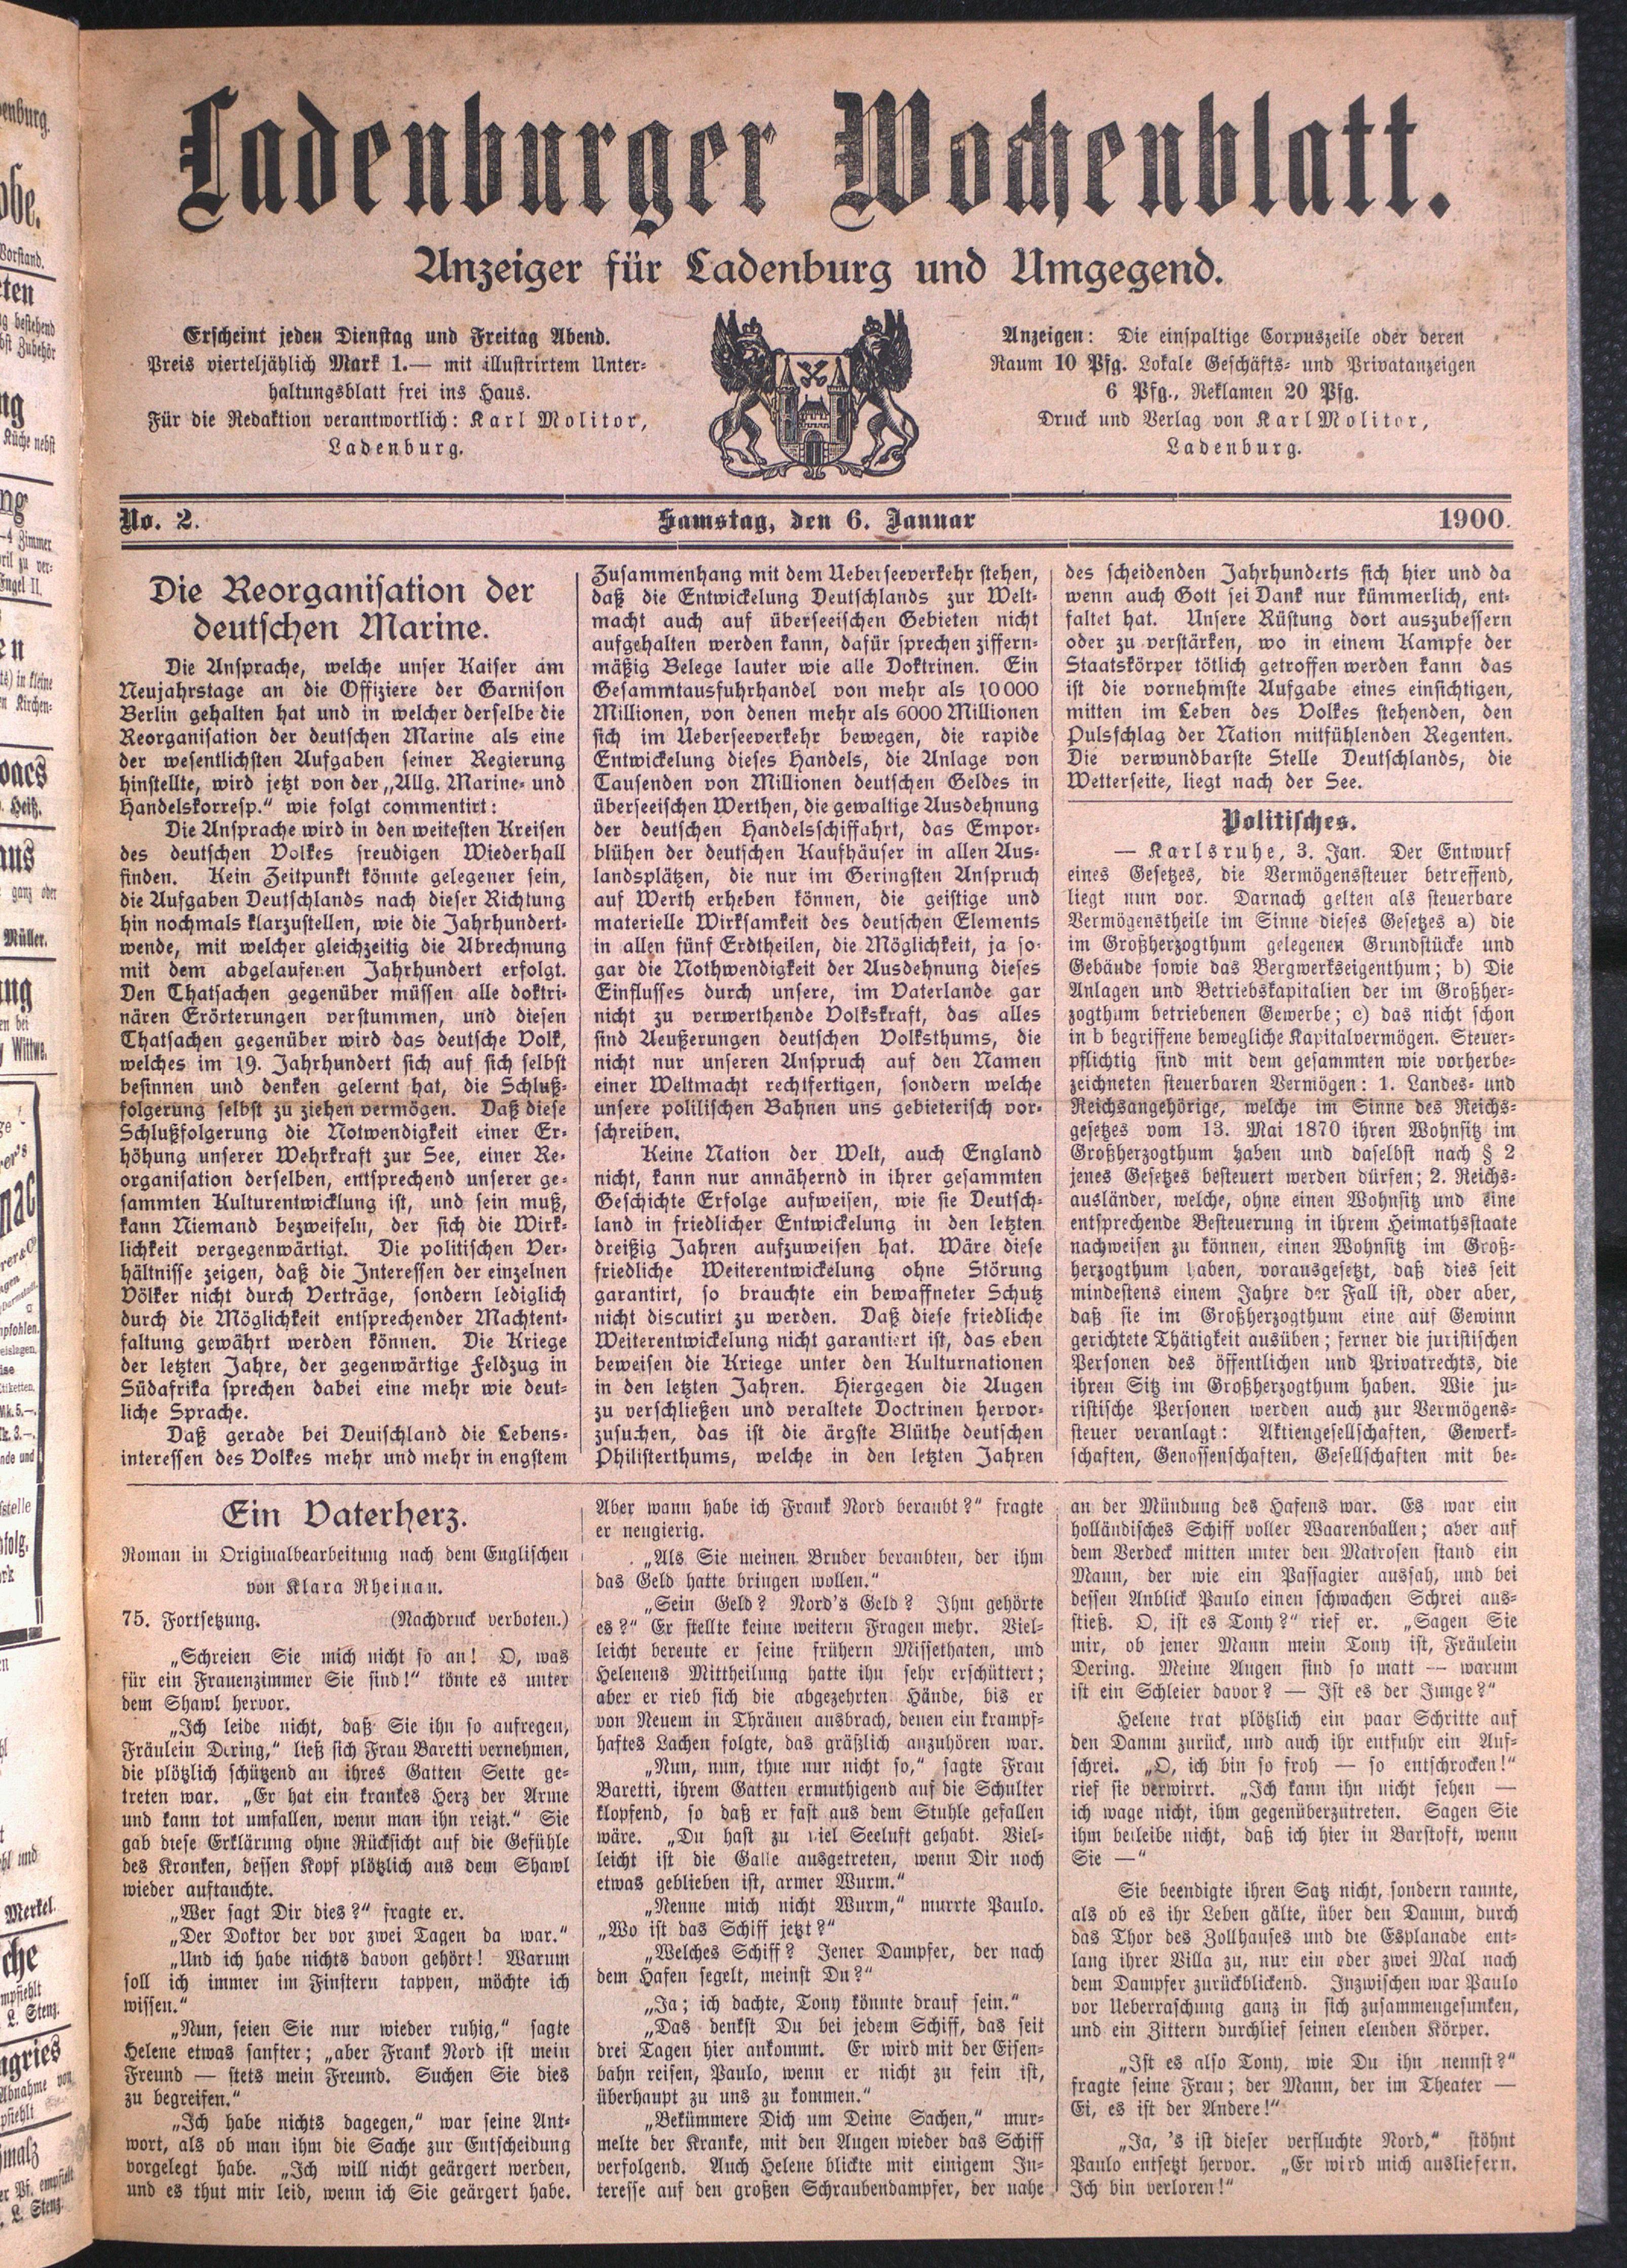 Ladenburger Wochenblatt.
Anzeiger für Ladenburg und Umgegend.
Erscheint jeden Dienstag und Freitag Abend.
Preis vierteljählich Mark 1.— mit illustrirtem Unter-
haltungsblatt frei ins Haus.
Für die Redaktion verantwortlich: Karl Molitor,
Ladenburg.
Anzeigen: Die einspaltige Corpuszeile oder deren
Raum 10 Pfg. Lokale Geschäfts- und Privatanzeigen
6 Pfg., Reklamen 20 Pfg.
Druck und Verlag von Karl Molitor,
Ladenburg.
No. 2.
Samstag, den 6. Januar
1900.
Die Reorganisation der
deutschen Marine.
Die Ansprache, welche unser Kaiser am
Neujahrstage an die Offiziere der Garnison
Berlin gehalten hat und in welcher derselbe die
Reorganisation der deutschen Marine als eine
der wesentlichsten Aufgaben seiner Regierung
hinstellte, wird jetzt von der „Allg. Marine- und
Handelskorresp.“ wie folgt commentirt:
Die Ansprache wird in den weitesten Kreisen
des deutschen Volkes freudigen Wiederhall
finden. Kein Zeitpunkt könnte gelegener sein,
die Aufgaben Deutschlands nach dieser Richtung
hin nochmals klarzustellen, wie die Jahrhundert-
wende, mit welcher gleichzeitig die Abrechnung
mit dem abgelaufenen Jahrhundert erfolgt.
Den Thatsachen gegenüber müssen alle doktri-
nären Erörterungen verstummen, und diesen
Thatsachen gegenüber wird das deutsche Volk,
welches im 19. Jahrhundert sich auf sich selbst
besinnen und denken gelernt hat, die Schluß-
folgerung selbst zu ziehen vermögen. Daß diese
Schlußfolgerung die Notwendigkeit einer Er-
höhung unserer Wehrkraft zur See, einer Re-
organisation derselben, entsprechend unserer ge-
sammten Kulturentwicklung ist, und sein muß,
kann Niemand bezweifeln, der sich die Wirk-
lichkeit vergegenwärtigt. Die politischen Ver-
hältnisse zeigen, daß die Interessen der einzelnen
Völker nicht durch Verträge, sondern lediglich
durch die Möglichkeit entsprechender Machtent-
faltung gewährt werden können. Die Kriege
der letzten Jahre, der gegenwärtige Feldzug in
Südafrika sprechen dabei eine mehr wie deut-
liche Sprache.
Daß gerade bei Deuischland die Lebens-
interessen des Volkes mehr und mehr in engstem
Zusammenhang mit dem Ueberseeverkehr stehen,
daß die Entwickelung Deutschlands zur Welt-
macht auch auf überseeischen Gebieten nicht
aufgehalten werden kann, dafür sprechen ziffern-
mäßig Belege lauter wie alle Doktrinen. Ein
Gesammtausfuhrhandel von mehr als 10000
Millionen, von denen mehr als 6000 Millionen
sich im Ueberseeverkehr bewegen, die rapide
Entwickelung dieses Handels, die Anlage von
Tausenden von Millionen deutschen Geldes in
überseeischen Werthen, die gewaltige Ausdehnung
der deutschen Handelsschiffahrt, das Empor-
blühen der deutschen Kaufhäuser in allen Aus-
landsplätzen, die nur im Geringsten Anspruch
auf Werth erheben können, die geistige und
materielle Wirksamkeit des deutschen Elements
in allen fünf Erdtheilen, die Möglichkeit, ja so-
gar die Nothwendigkeit der Ausdehnung dieses
Einflusses durch unsere, im Vaterlande gar
nicht zu verwerthende Volkskraft, das alles
sind Aeußerungen deutschen Volksthums, die
nicht nur unseren Anspruch auf den Namen
einer Weltmacht rechtfertigen, sondern welche
unsere polilischen Bahnen uns gebieterisch vor-
schreiben.
Keine Nation der Welt, auch England
nicht, kann nur annähernd in ihrer gesammten
Geschichte Erfolge aufweisen, wie sie Deutsch-
land in friedlicher Entwickelung in den letzten
dreißig Jahren aufzuweisen hat. Wäre diese
friedliche Weiterentwickelung ohne Störung
garantirt, so brauchte ein bewaffneter Schutz
nicht discutirt zu werden. Daß diese friedliche
Weiterentwickelung nicht garantiert ist, das eben
beweisen die Kriege unter den Kulturnationen
in den letzten Jahren. Hiergegen die Augen
zu verschließen und veraltete Doctrinen hervor-
zusuchen, das ist die ärgste Blüthe deutschen
Philisterthums, welche in den letzten Jahren
des scheidenden Jahrhunderts sich hier und da
wenn auch Gott sei Dank nur kümmerlich, ent-
faltet hat. Unsere Rüstung dort auszubessern
oder zu verstärken, wo in einem Kampfe der
Staatskörper tötlich getroffen werden kann das
ist die vornehmste Aufgabe eines einsichtigen,
mitten im Leben des Volkes stehenden, den
Pulsschlag der Nation mitfühlenden Regenten.
Die verwundbarste Stelle Deutschlands, die
Wetterseite, liegt nach der See.
Politisches.
— Karlsruhe, 3. Jan. Der Entwurf
eines Gesetzes, die Vermögenssteuer betreffend,
liegt nun vor. Darnach gelten als steuerbare
Vermögenstheile im Sinne dieses Gesetzes a) die
im Großherzogthum gelegenen Grundstücke und
Gebäude sowie das Bergwerkseigenthum; b) Die
Anlagen und Betriebskapitalien der im Großher-
zogthum betriebenen Gewerbe; c) das nicht schon
in b begriffene bewegliche Kapitalvermögen. Steuer-
pflichtig sind mit dem gesammten wie vorherbe-
zeichneten steuerbaren Vermögen: 1. Landes- und
Reichsangehörige, welche im Sinne des Reichs-
gesetzes vom 13. Mai 1870 ihren Wohnsitz im
Großherzogthum haben und daselbst nach § 2
jenes Gesetzes besteuert werden dürfen; 2. Reichs-
ausländer, welche, ohne einen Wohnsitz und eine
entsprechende Besteuerung in ihrem Heimathsstaate
nachweisen zu können, einen Wohnsitz im Groß-
herzogthum haben, vorausgesetzt, daß dies seit
mindestens einem Jahre der Fall ist, oder aber,
daß sie im Großherzogthum eine auf Gewinn
gerichtete Thätigkeit ausüben; ferner die juristischen
Personen des öffentlichen und Privatrechts, die
ihren Sitz im Großherzogthum haben. Wie ju-
ristische Personen werden auch zur Vermögens-
steuer veranlagt: Aktiengesellschaften, Gewerk-
schaften, Genossenschaften, Gesellschaften mit be-
Ein Vaterherz.
Roman in Originalbearbeitung nach dem Englischen
von Klara Rheinau.
75. Fortsetzung. (Nachdruck verboten.)
„Schreien Sie mich nicht so an! O, was
für ein Frauenzimmer Sie sind!“ tönte es unter
dem Shawl hervor.
„Ich leide nicht, daß Sie ihn so aufregen,
Fräulein Dering,“ ließ sich Frau Baretti vernehmen,
die plötzlich schützend an ihres Gatten Seite ge-
treten war. „Er hat ein krankes Herz der Arme
und kann tot umfallen, wenn man ihn reizt.“ Sie
gab diese Erklärung ohne Rücksicht auf die Gefühle
des Kranken, dessen Kopf plötzlich aus dem Shawl
wieder auftauchte.
„Wer sagt Dir dies?“ fragte er.
„Der Doktor der vor zwei Tagen da war.“
„Und ich habe nichts davon gehört! Warum
soll ich immer im Finstern tappen, möchte ich
wissen.“
„Nun, seien Sie nur wieder ruhig,“ sagte
Helene etwas sanfter; „aber Frank Nord ist mein
Freund — stets mein Freund. Suchen Sie dies
zu begreifen.“
„Ich habe nichts dagegen,“ war seine Ant-
wort, als ob man ihm die Sache zur Entscheidung
vorgelegt habe. „Ich will nicht geärgert werden,
und es thut mir leid, wenn ich Sie geärgert habe.
Aber wann habe ich Frank Nord beraubt?“ fragte
er neugierig.
„Als Sie meinen Bruder beraubten, der ihm
das Geld hatte bringen wollen.“
„Sein Geld? Nord's Geld? Ihm gehörte
es?“ Er stellte keine weitern Fragen mehr. Viel-
leicht bereute er seine frühern Missethaten, und
Helenens Mittheilung hatte ihn sehr erschüttert;
aber er rieb sich die abgezehrten Hände, bis er
von Neuem in Thränen ausbrach, denen ein krampf-
haftes Lachen folgte, das gräßlich anzuhören war.
„Nun, nun, thue nur nicht so,“ sagte Frau
Baretti, ihrem Gatten ermuthigend auf die Schulter
klopfend, so daß er fast aus dem Stuhle gefallen
wäre. „Du hast zu viel Seeluft gehabt. Viel-
leicht ist die Galle ausgetreten, wenn Dir noch
etwas geblieben ist, armer Wurm.“
„Nenne mich nicht Wurm,“ murrte Paulo.
„Wo ist das Schiff jetzt?“
„Welches Schiff? Jener Dampfer, der nach
dem Hafen segelt, meinst Du?“
„Ja; ich dachte, Tony könnte drauf sein.“
„Das denkst Du bei jedem Schiff, das seit
drei Tagen hier ankommt. Er wird mit der Eisen-
bahn reisen, Paulo, wenn er nicht zu fein ist,
überhaupt zu uns zu kommen.“
„Bekümmere Dich um Deine Sachen,“ mur-
melte der Kranke, mit den Augen wieder das Schiff
verfolgend. Auch Helene blickte mit einigem In-
teresse auf den großen Schraubendampfer, der nahe
an der Mündung des Hafens war. Es war ein
holländisches Schiff voller Waarenballen; aber auf
dem Verdeck mitten unter den Matrosen stand ein
Mann, der wie ein Passagier aussah, und bei
dessen Anblick Paulo einen schwachen Schrei aus-
stieß. O, ist es Tony?“ rief er. „Sagen Sie
mir, ob jener Mann mein Tony ist, Fräulein
Dering. Meine Augen sind so matt — warum
ist ein Schleier davor? — Ist es der Junge?“
Helene trat plötzlich ein paar Schritte auf
den Damm zurück, und auch ihr entfuhr ein Auf-
schrei. „O, ich bin so froh — so entschrocken!“
rief sie verwirrt. „Ich kann ihn nicht sehen —
ich wage nicht, ihm gegenüberzutreten. Sagen Sie
ihm beileibe nicht, daß ich hier in Barstoft, wenn
Sie —“
Sie beendigte ihren Satz nicht, sondern rannte,
als ob es ihr Leben gälte, über den Damm, durch
das Thor des Zollhauses und die Esplanade ent-
lang ihrer Villa zu, nur ein oder zwei Mal nach
dem Dampfer zurückblickend. Inzwischen war Paulo
vor Ueberraschung ganz in sich zusammengesunken,
und ein Zittern durchlief seinen elenden Körper.
„Ist es also Tony, wie Du ihn nennst?“
fragte seine Frau; der Mann, der im Theater —
Ei, es ist der Andere!“
„Ja, 's ist dieser verfluchte Nord,“ stöhnt
Paulo entsetzt hervor. „Er wird mich ausliefern.
Ich bin verloren!“